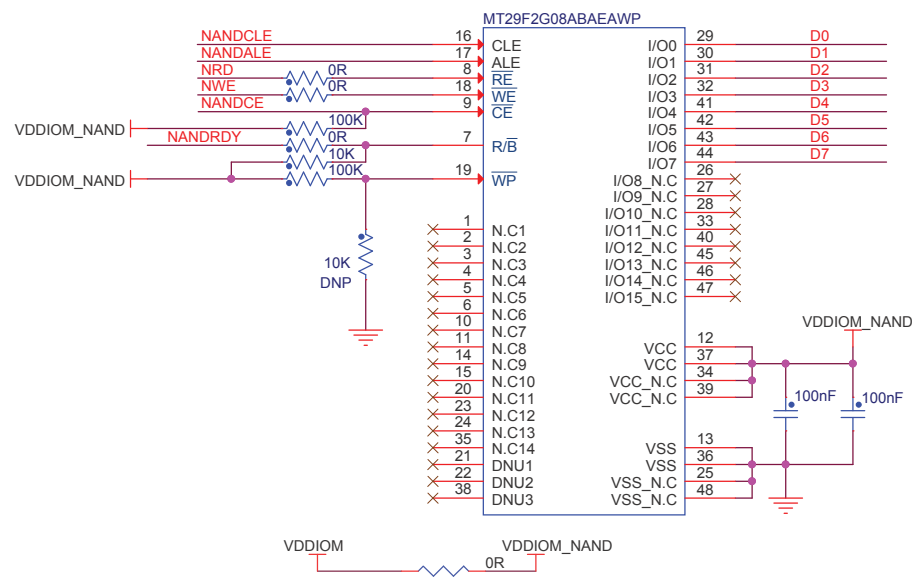 MT29F2G08ABAEAWP
NANDCLE 16 CLE
NANDALE 17 ALE
NRD 0R 8 RE
NWE 0R 18 WE
NANDCE 9 CE
VDDIOM_NAND 100K
NANDRDY 0R 7 R/B
10K
VDDIOM_NAND 100K 19 WP
10K
DNP
1 N.C1
2 N.C2
3 N.C3
4 N.C4
5 N.C5
6 N.C6
10 N.C7
11 N.C8
14 N.C9
15 N.C10
20 N.C11
23 N.C12
24 N.C13
35 N.C14
21 DNU1
22 DNU2
38 DNU3
I/O0 29 D0
I/O1 30 D1
I/O2 31 D2
I/O3 32 D3
I/O4 41 D4
I/O5 42 D5
I/O6 43 D6
I/O7 44 D7
I/O8_N.C 26
I/O9_N.C 27
I/O10_N.C 28
I/O11_N.C 33
I/O12_N.C 40
I/O13_N.C 45
I/O14_N.C 46
I/O15_N.C 47
VDDIOM_NAND
VCC 12
VCC 37
VCC_N.C 34
VCC_N.C 39
100nF 100nF
VSS 13
VSS 36
VSS_N.C 25
VSS_N.C 48
VDDIOM 0R VDDIOM_NAND